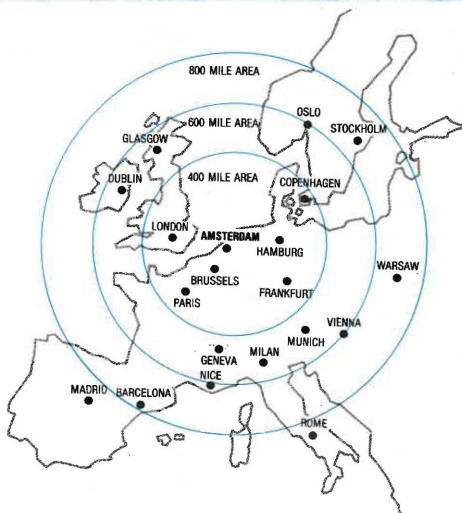 800 MILE AREA
OSLO
600 MILE AREA
STOCKHOLM
GLASGOW
400 MILE AREA
DUBLIN
COPENHAGEN
LONDON
AMSTERDAM
HAMBURG
BRUSSELS
WARSAW
PARIS
FRANKFURT
VIENNA
MUNICH
GENEVA
MILAN
NICE
MADRID
BARCELONA
ROME